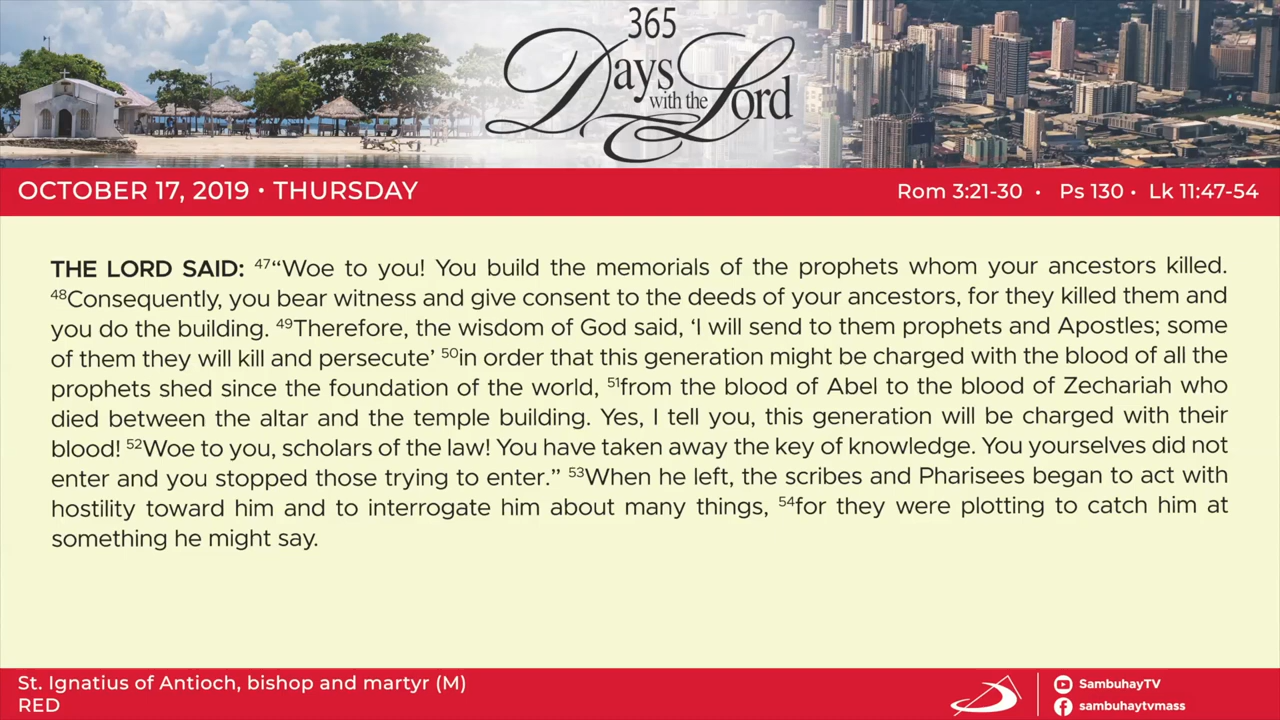 365
Days with the Lord
OCTOBER 17, 2019 • THURSDAY
Rom 3:21-30 • Ps 130 • Lk 11:47-54
THE LORD SAID: ⁴⁷“Woe to you! You build the memorials of the prophets whom your ancestors killed.
⁴⁸Consequently, you bear witness and give consent to the deeds of your ancestors, for they killed them and
you do the building. ⁴⁹Therefore, the wisdom of God said, ‘I will send to them prophets and Apostles; some
of them they will kill and persecute’ ⁵⁰in order that this generation might be charged with the blood of all the
prophets shed since the foundation of the world, ⁵¹from the blood of Abel to the blood of Zechariah who
died between the altar and the temple building. Yes, I tell you, this generation will be charged with their
blood! ⁵²Woe to you, scholars of the law! You have taken away the key of knowledge. You yourselves did not
enter and you stopped those trying to enter.” ⁵³When he left, the scribes and Pharisees began to act with
hostility toward him and to interrogate him about many things, ⁵⁴for they were plotting to catch him at
something he might say.
St. Ignatius of Antioch, bishop and martyr (M)
RED
SambuhayTV
sambuhaytvmass